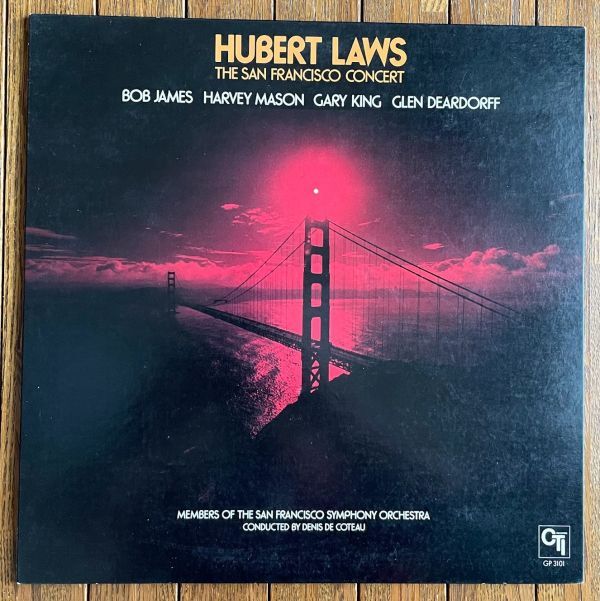 HUBERT LAWS
THE SAN FRANCISCO CONCERT
BOB JAMES HARVEY MASON GARY KING GLEN DEARDORFF
MEMBERS OF THE SAN FRANCISCO SYMPHONY ORCHESTRA
CONDUCTED BY DENIS DE COTEAU
CTI
GP 3101